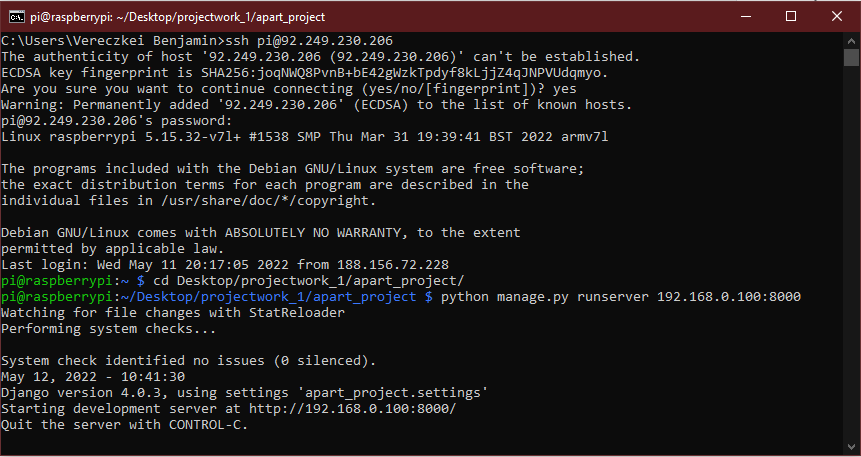 pi@raspberrypi: ~/Desktop/projectwork_1/apart_project
C:\Users\Vereczkei Benjamin>ssh pi@92.249.230.206
The authenticity of host '92.249.230.206 (92.249.230.206)' can't be established.
ECDSA key fingerprint is SHA256:joqNWQ8PvnB+bE42gWzkTpdyf8kLjjZ4qJNPVUdqmyo.
Are you sure you want to continue connecting (yes/no/[fingerprint])? yes
Warning: Permanently added '92.249.230.206' (ECDSA) to the list of known hosts.
pi@92.249.230.206's password:
Linux raspberrypi 5.15.32-v7l+ #1538 SMP Thu Mar 31 19:39:41 BST 2022 armv7l
The programs included with the Debian GNU/Linux system are free software;
the exact distribution terms for each program are described in the
individual files in /usr/share/doc/*/copyright.
Debian GNU/Linux comes with ABSOLUTELY NO WARRANTY, to the extent
permitted by applicable law.
Last login: Wed May 11 20:17:05 2022 from 188.156.72.228
pi@raspberrypi:~ $ cd Desktop/projectwork_1/apart_project/
pi@raspberrypi:~/Desktop/projectwork_1/apart_project $ python manage.py runserver 192.168.0.100:8000
Watching for file changes with StatReloader
Performing system checks...
System check identified no issues (0 silenced).
May 12, 2022 - 10:41:30
Django version 4.0.3, using settings 'apart_project.settings'
Starting development server at http://192.168.0.100:8000/
Quit the server with CONTROL-C.